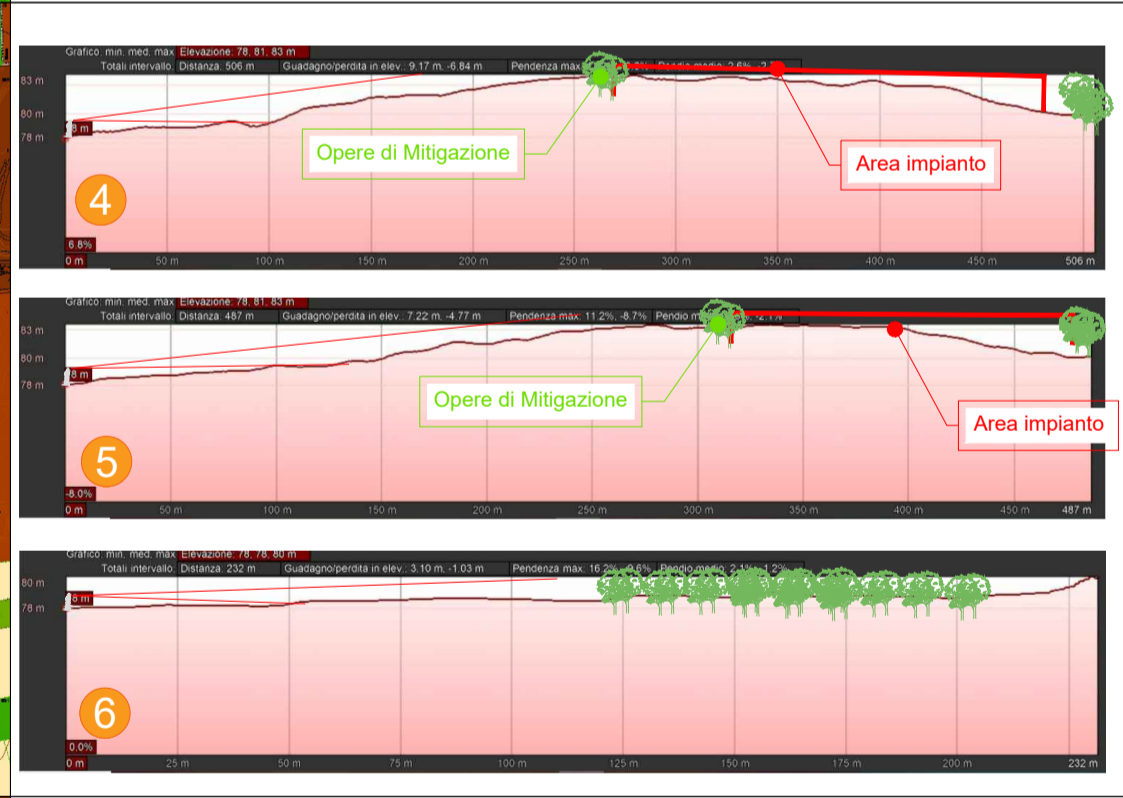 Grafico: min. med. max Elevazione: 78, 81, 83 m
Totali intervallo: Distanza: 506 m Guadagno/perdita in elev.: 9.17 m, -6.84 m Pendenza max
83 m
80 m
78 m
Opere di Mitigazione
Area impianto
4
6.8%
0 m 50 m 100 m 150 m 200 m 250 m 300 m 350 m 400 m 450 m 506 m
Grafico: min. med. max Elevazione: 78, 81, 83 m
Totali intervallo: Distanza: 487 m Guadagno/perdita in elev.: 7.22 m, -4.77 m Pendenza max: 11.2%, -8.7%
83 m
80 m
78 m
Opere di Mitigazione
Area impianto
5
-8.0%
0 m 50 m 100 m 150 m 200 m 250 m 300 m 350 m 400 m 450 m 487 m
Grafico: min. med. max Elevazione: 78, 78, 80 m
Totali intervallo: Distanza: 232 m Guadagno/perdita in elev.: 3.10 m, -1.03 m Pendenza max:
80 m
78 m
6
0.0%
0 m 25 m 50 m 75 m 100 m 125 m 150 m 175 m 200 m 232 m